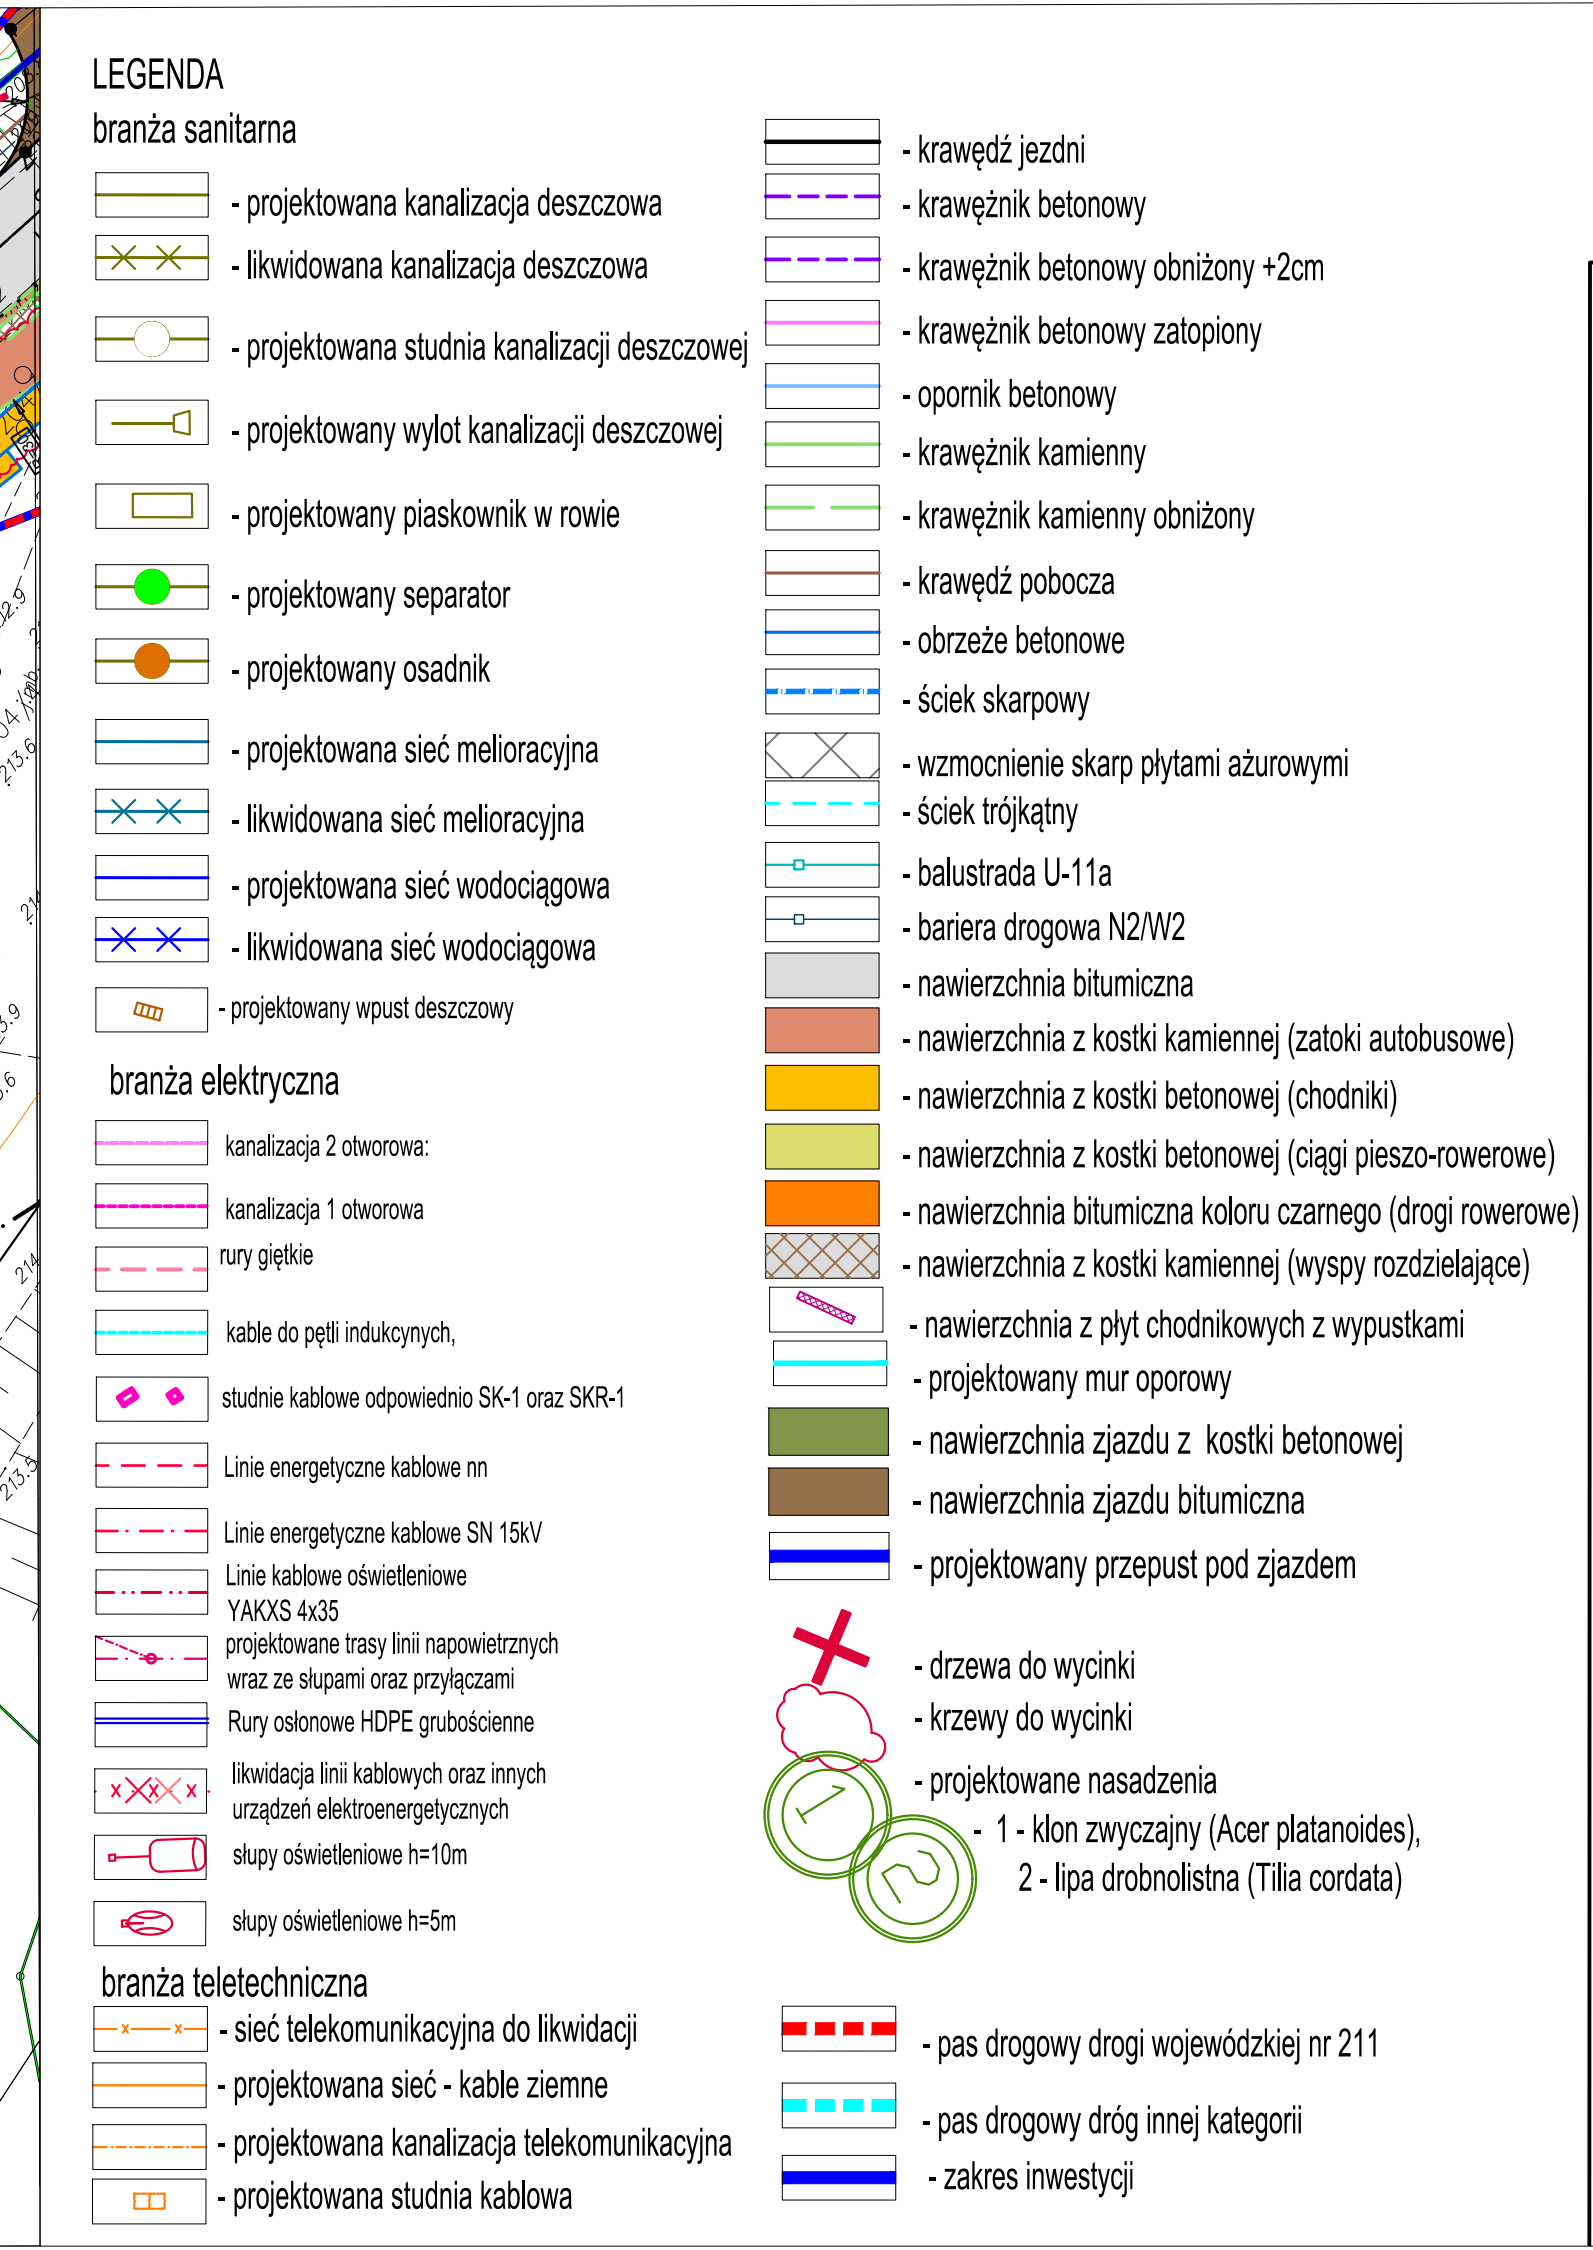 LEGENDA
branża sanitarna
- projektowana kanalizacja deszczowa
- likwidowana kanalizacja deszczowa
- projektowana studnia kanalizacji deszczowej
- projektowany wylot kanalizacji deszczowej
- projektowany piaskownik w rowie
- projektowany separator
- projektowany osadnik
- projektowana sieć melioracyjna
- likwidowana sieć melioracyjna
- projektowana sieć wodociągowa
- likwidowana sieć wodociągowa
- projektowany wpust deszczowy
branża elektryczna
kanalizacja 2 otworowa:
kanalizacja 1 otworowa
rury giętkie
kable do pętli indukcynych,
studnie kablowe odpowiednio SK-1 oraz SKR-1
Linie energetyczne kablowe nn
Linie energetyczne kablowe SN 15kV
Linie kablowe oświetleniowe
YAKXS 4x35
projektowane trasy linii napowietrznych
wraz ze słupami oraz przyłączami
Rury osłonowe HDPE grubościenne
likwidacja linii kablowych oraz innych
urządzeń elektroenergetycznych
słupy oświetleniowe h=10m
słupy oświetleniowe h=5m
branża teletechniczna
- sieć telekomunikacyjna do likwidacji
- projektowana sieć - kable ziemne
- projektowana kanalizacja telekomunikacyjna
- projektowana studnia kablowa
- krawędź jezdni
- krawężnik betonowy
- krawężnik betonowy obniżony +2cm
- krawężnik betonowy zatopiony
- opornik betonowy
- krawężnik kamienny
- krawężnik kamienny obniżony
- krawędź pobocza
- obrzeże betonowe
- ściek skarpowy
- wzmocnienie skarp płytami ażurowymi
- ściek trójkątny
- balustrada U-11a
- bariera drogowa N2/W2
- nawierzchnia bitumiczna
- nawierzchnia z kostki kamiennej (zatoki autobusowe)
- nawierzchnia z kostki betonowej (chodniki)
- nawierzchnia z kostki betonowej (ciągi pieszo-rowerowe)
- nawierzchnia bitumiczna koloru czarnego (drogi rowerowe)
- nawierzchnia z kostki kamiennej (wyspy rozdzielające)
- nawierzchnia z płyt chodnikowych z wypustkami
- projektowany mur oporowy
- nawierzchnia zjazdu z kostki betonowej
- nawierzchnia zjazdu bitumiczna
- projektowany przepust pod zjazdem
- drzewa do wycinki
- krzewy do wycinki
- projektowane nasadzenia
1
- 1 - klon zwyczajny (Acer platanoides),
2
2 - lipa drobnolistna (Tilia cordata)
- pas drogowy drogi wojewódzkiej nr 211
- pas drogowy dróg innej kategorii
- zakres inwestycji
213.6
214
213.5